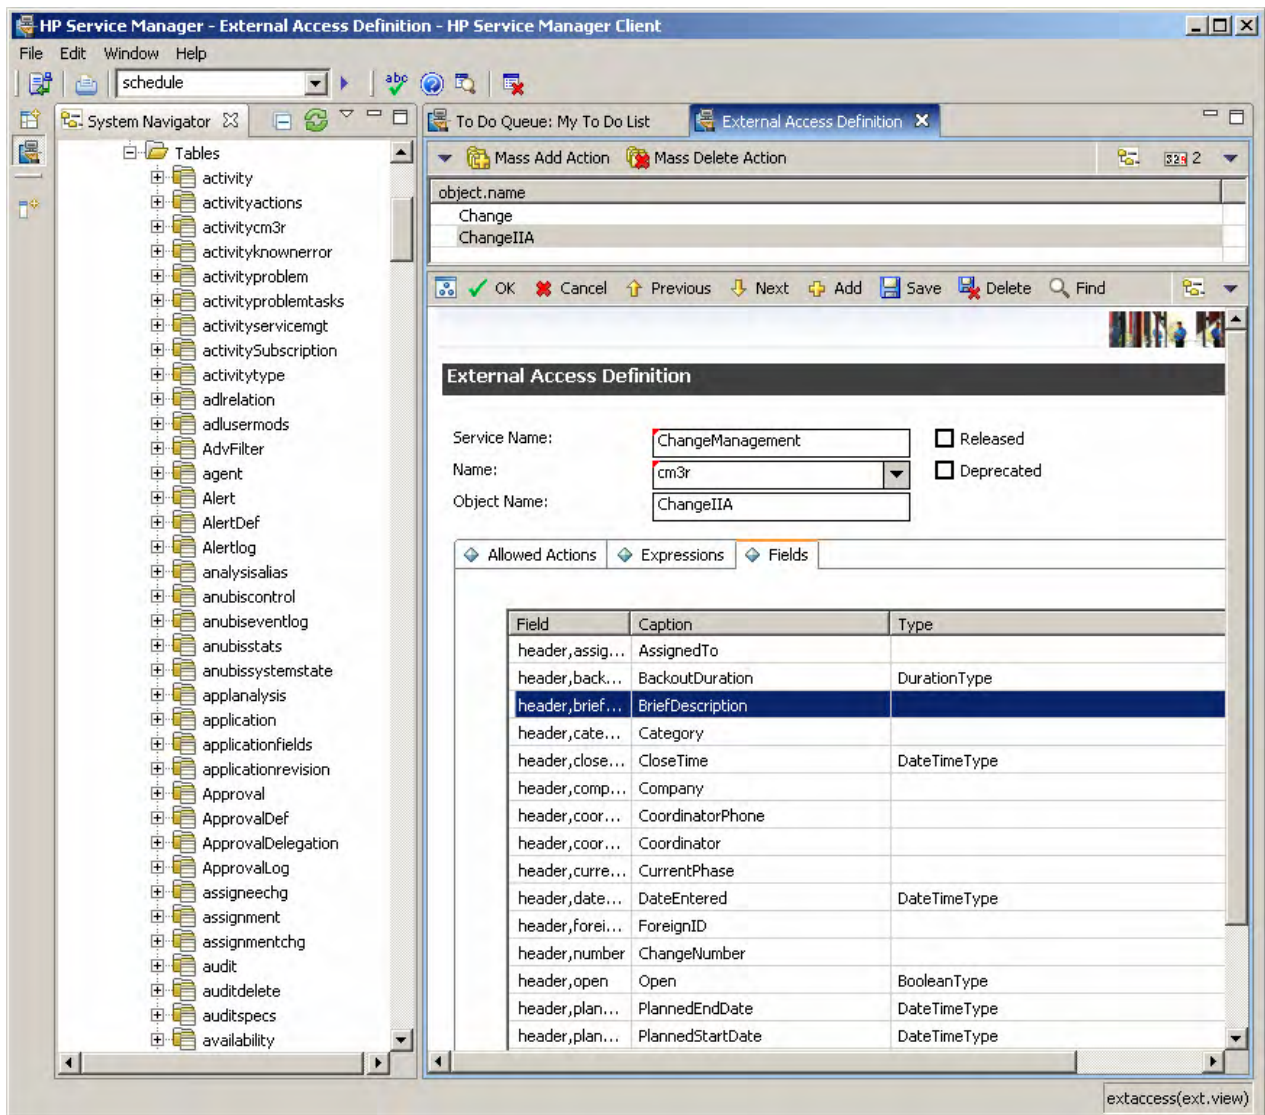 HP Service Manager - External Access Definition - HP Service Manager Client
File Edit Window Help
schedule
abc
System Navigator
To Do Queue: My To Do List
External Access Definition
Tables
activity
activityactions
activitycm3r
activityknownerror
activityproblem
activityproblemtasks
activityservicemgt
activitySubscription
activitytype
adlrelation
adlusermods
AdvFilter
agent
Alert
AlertDef
Alertlog
analysisalias
anubiscontrol
anubiseventlog
anubisstats
anubissystemstate
applanalysis
application
applicationfields
applicationrevision
Approval
ApprovalDef
ApprovalDelegation
ApprovalLog
assigneechg
assignment
assignmentchg
audit
auditdelete
auditspecs
availability
Mass Add Action Mass Delete Action 2
object.name
Change
ChangeIIA
OK Cancel Previous Next Add Save Delete Find
External Access Definition
Service Name: ChangeManagement Released
Name: cm3r Deprecated
Object Name: ChangeIIA
Allowed Actions Expressions Fields
Field Caption Type
header,assig... AssignedTo
header,back... BackoutDuration DurationType
header,brief... BriefDescription
header,cate... Category
header,close... CloseTime DateTimeType
header,comp... Company
header,coor... CoordinatorPhone
header,coor... Coordinator
header,curre... CurrentPhase
header,date... DateEntered DateTimeType
header,forei... ForeignID
header,number ChangeNumber
header,open Open BooleanType
header,plan... PlannedEndDate DateTimeType
header,plan... PlannedStartDate DateTimeType
extaccess(ext.view)